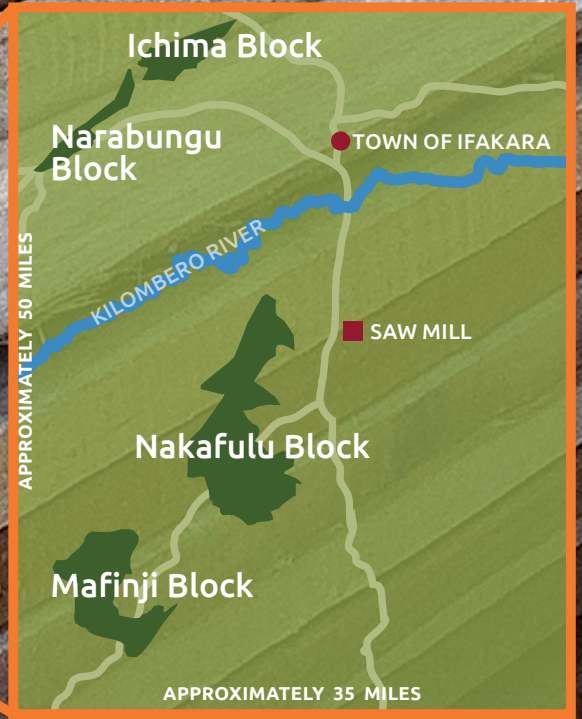 Ichima Block
Narabungu
Block
TOWN OF IFAKARA
KILOMBERO RIVER
APPROXIMATELY 50 MILES
SAW MILL
Nakafulu Block
Mafinji Block
APPROXIMATELY 35 MILES